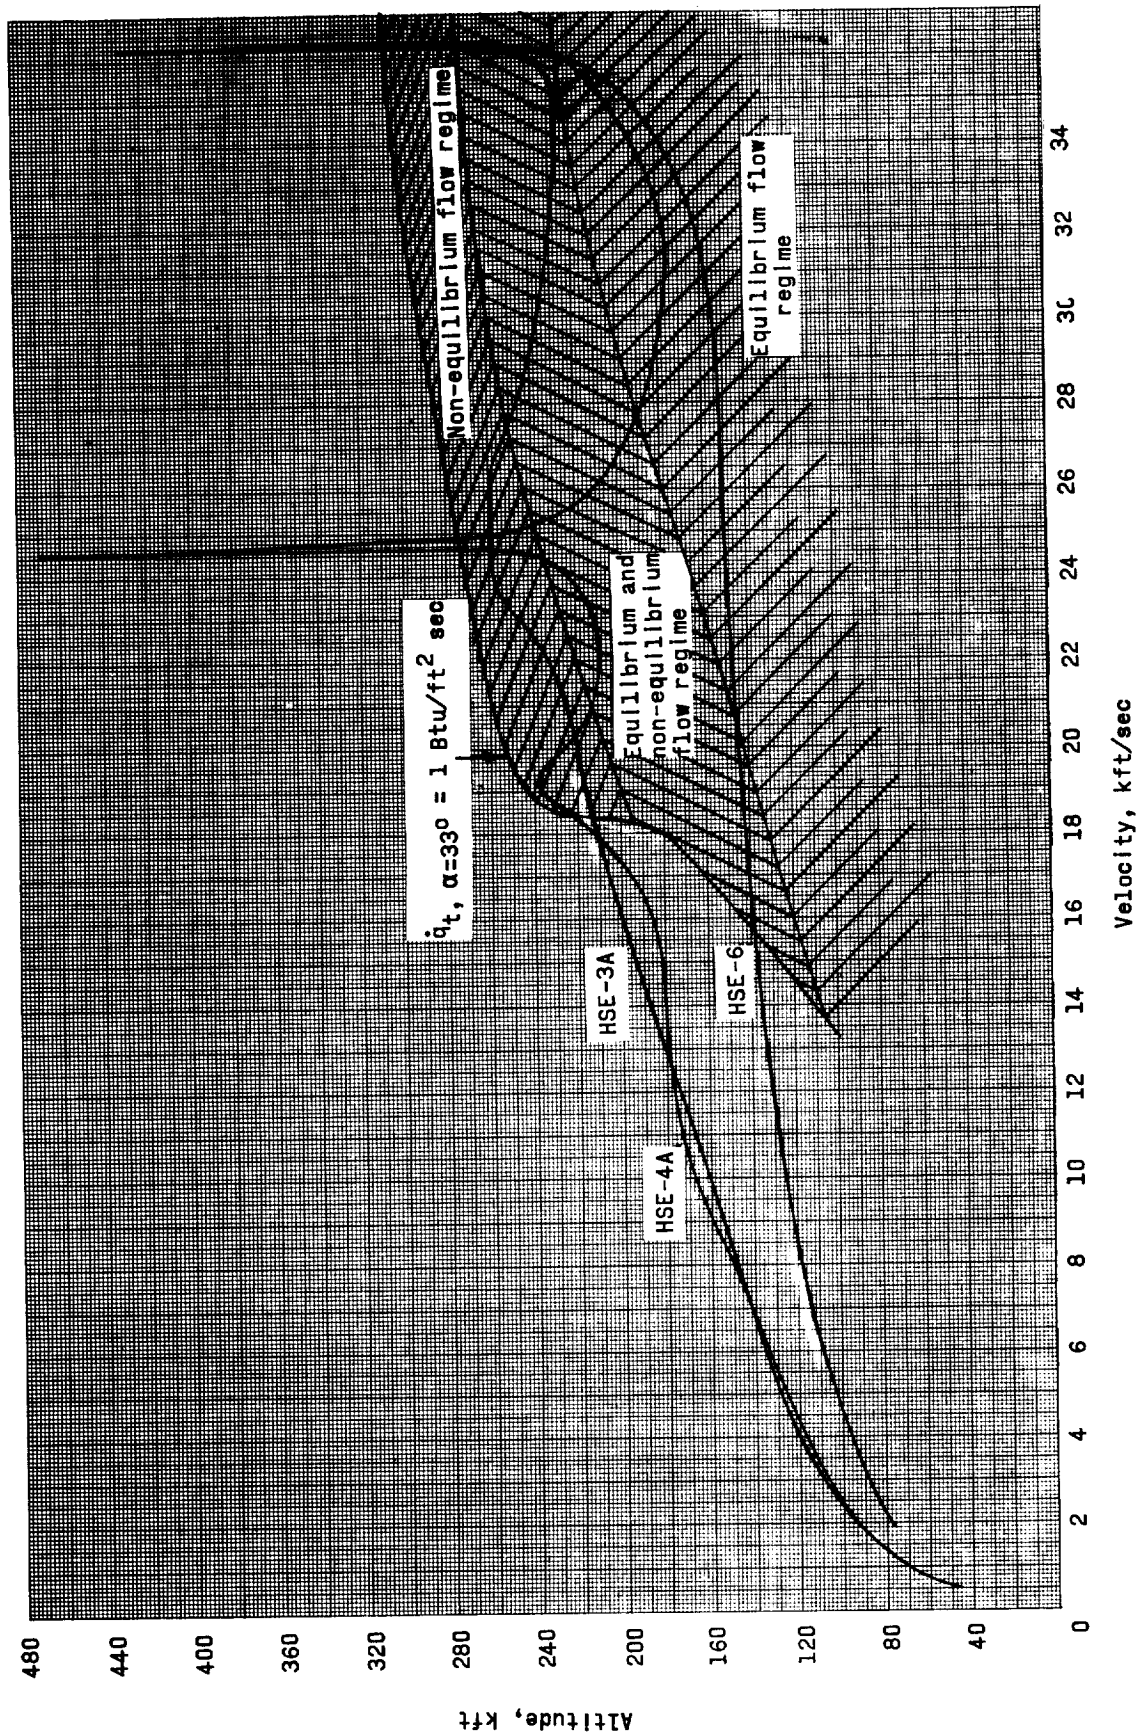 Altitude, kft
480
440
400
360
320
280
240
200
160
120
80
40
0
2
4
6
8
10
12
14
16
18
20
22
24
26
28
30
32
34
Velocity, kft/sec
q̇t, α=33° = 1 Btu/ft² sec
Non-equilibrium flow regime
Equilibrium and
non-equilibrium
flow regime
Equilibrium flow
regime
HSE-3A
HSE-4A
HSE-6